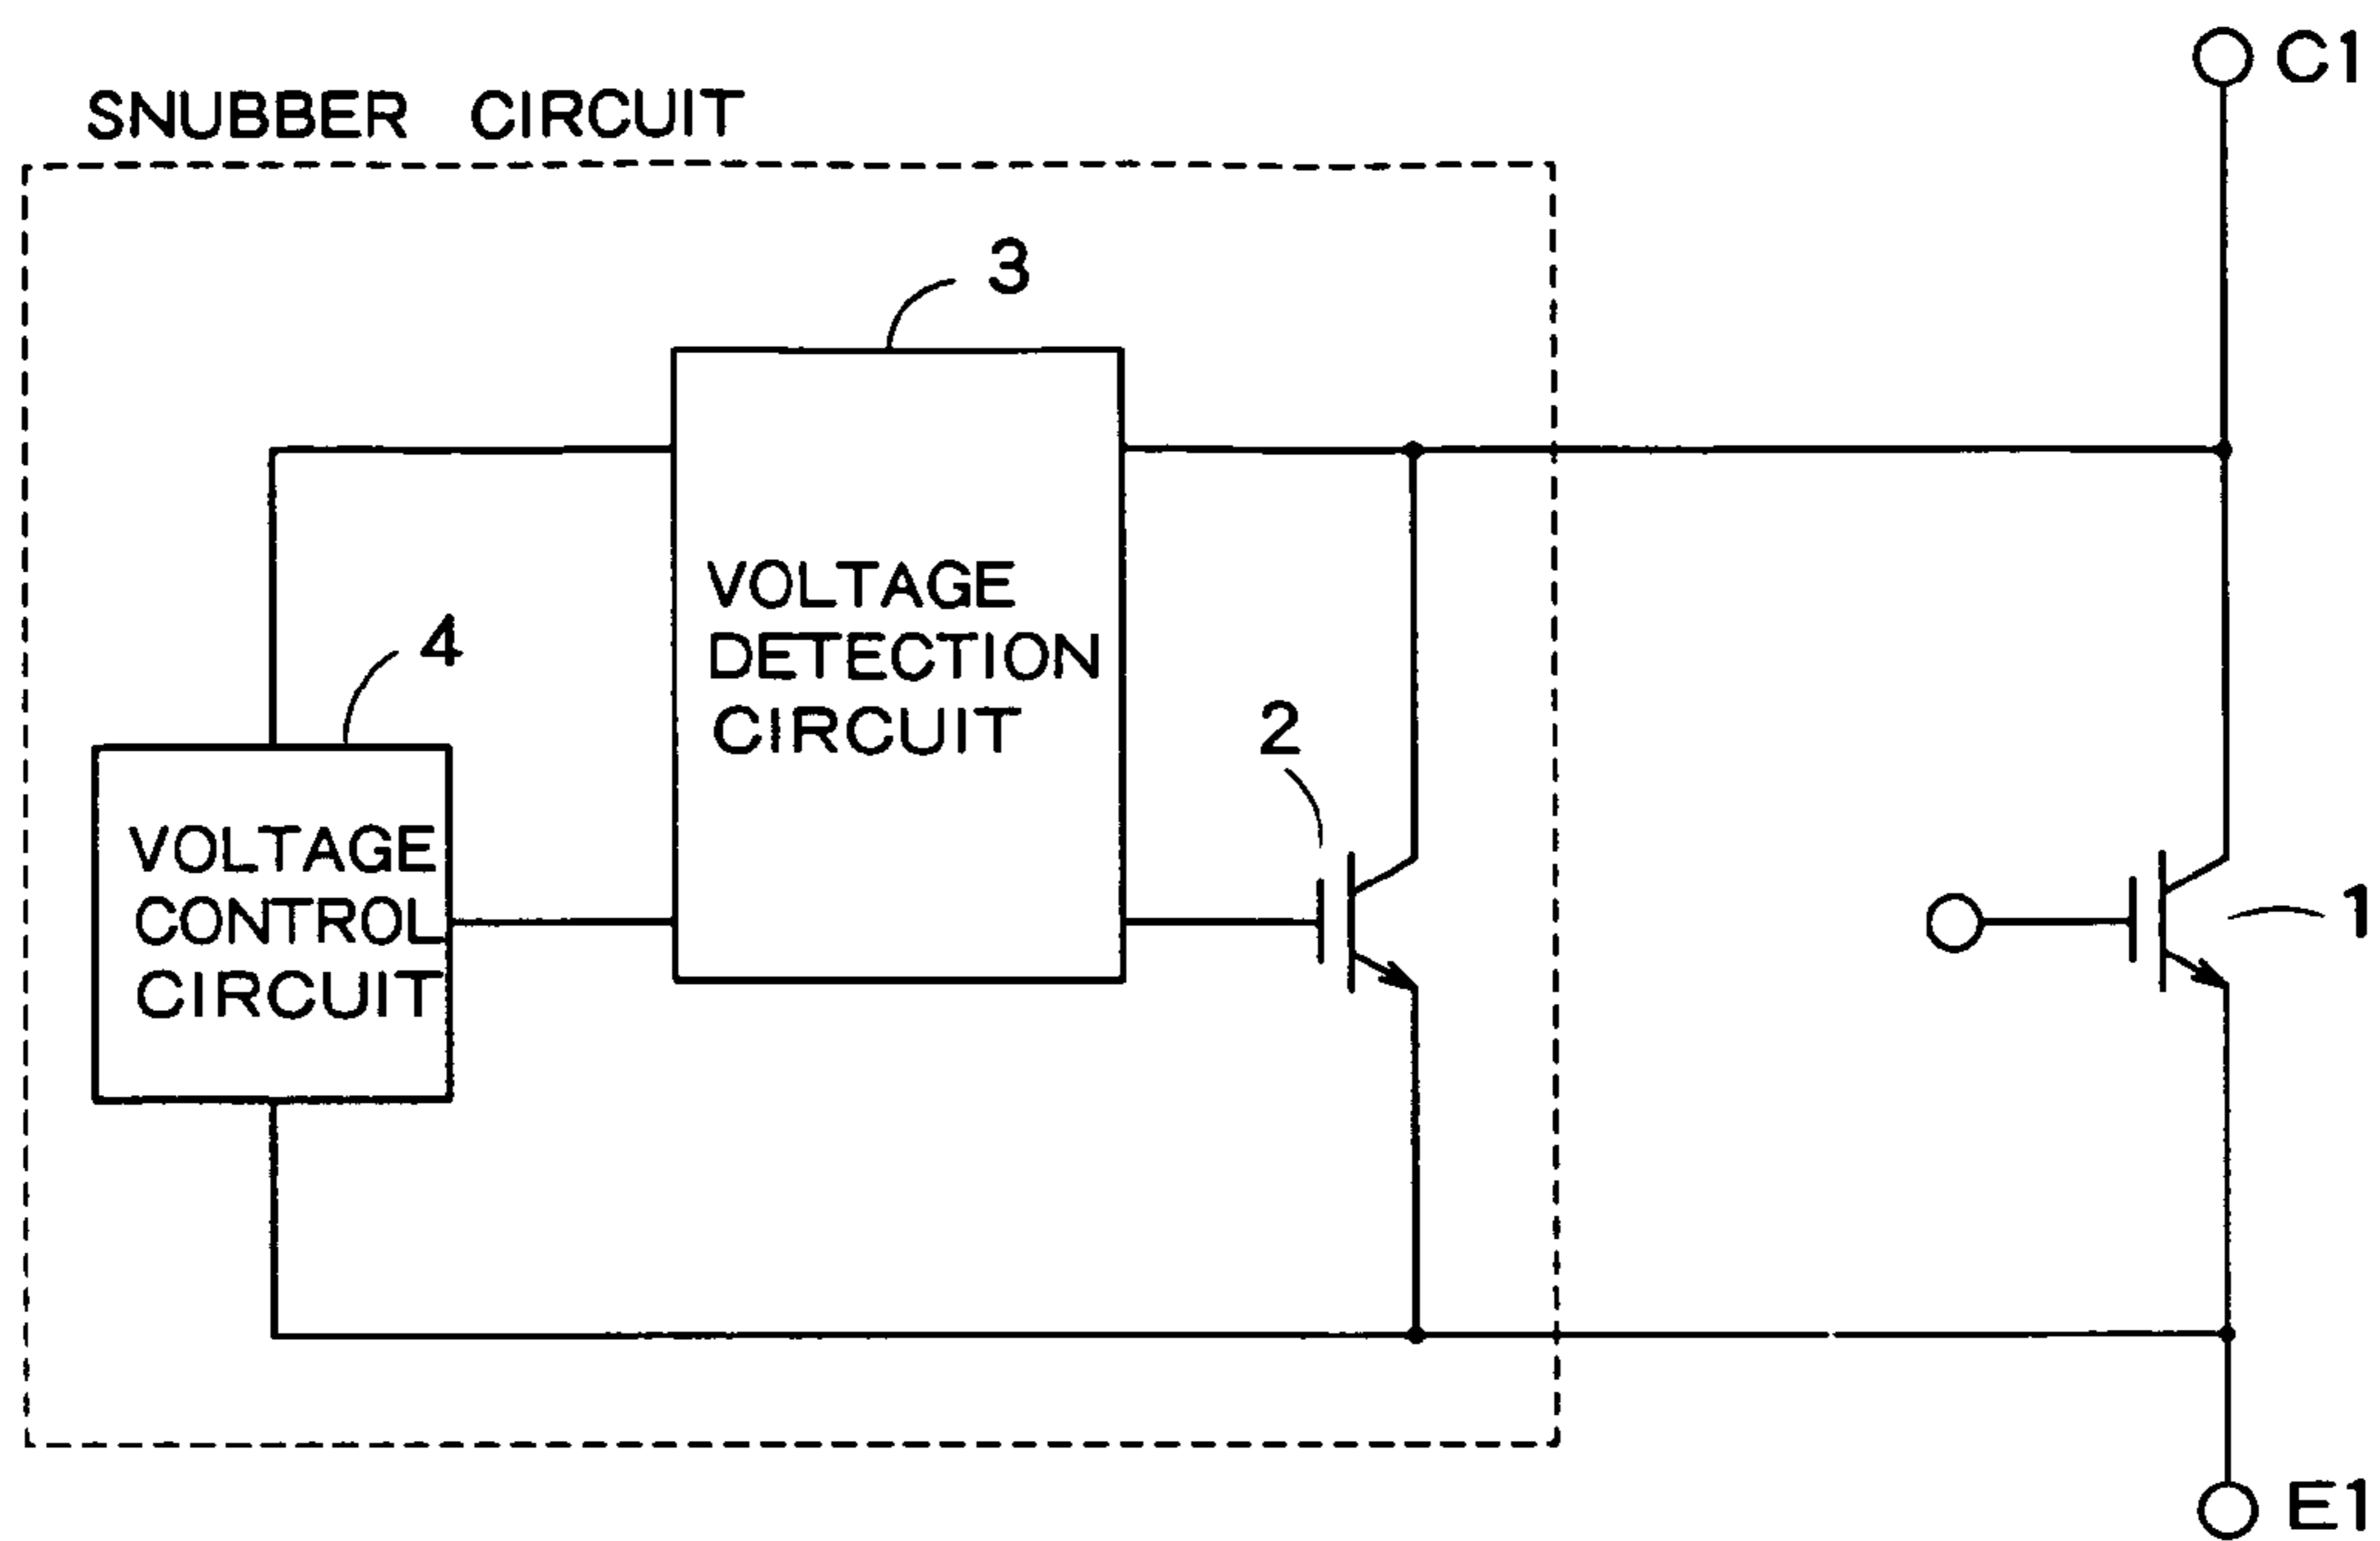 C1
SNUBBER CIRCUIT
3
VOLTAGE
DETECTION
CIRCUIT
4
2
VOLTAGE
CONTROL
CIRCUIT
1
E1